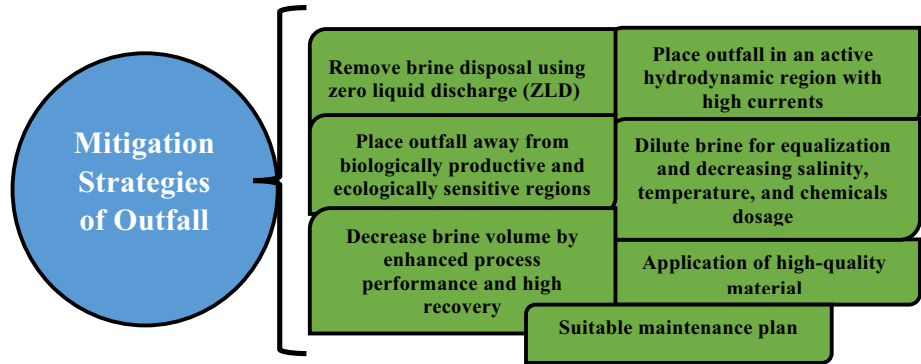 Mitigation
Strategies
of Outfall
Remove brine disposal using
zero liquid discharge (ZLD)
Place outfall in an active
hydrodynamic region with
high currents
Place outfall away from
biologically productive and
ecologically sensitive regions
Dilute brine for equalization
and decreasing salinity,
temperature, and chemicals
dosage
Decrease brine volume by
enhanced process
performance and high
recovery
Application of high-quality
material
Suitable maintenance plan